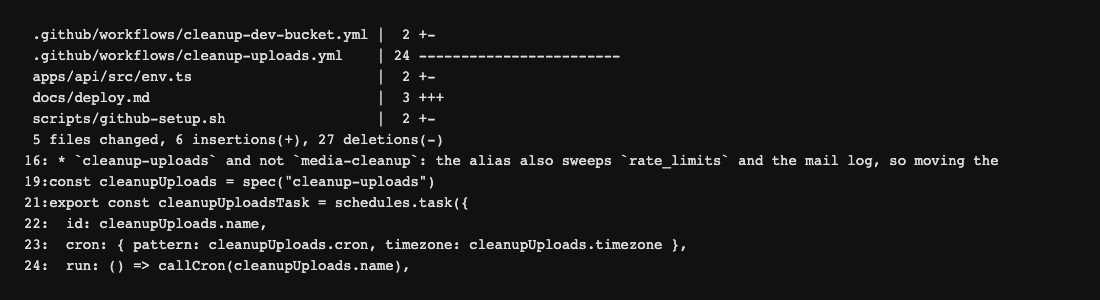 .github/workflows/cleanup-dev-bucket.yml |  2 +-
.github/workflows/cleanup-uploads.yml    | 24 ------------------------
apps/api/src/env.ts                      |  2 +-
docs/deploy.md                           |  3 +++
scripts/github-setup.sh                  |  2 +-
5 files changed, 6 insertions(+), 27 deletions(-)
16: * `cleanup-uploads` and not `media-cleanup`: the alias also sweeps `rate_limits` and the mail log, so moving the
19:const cleanupUploads = spec("cleanup-uploads")
21:export const cleanupUploadsTask = schedules.task({
22:  id: cleanupUploads.name,
23:  cron: { pattern: cleanupUploads.cron, timezone: cleanupUploads.timezone },
24:  run: () => callCron(cleanupUploads.name),